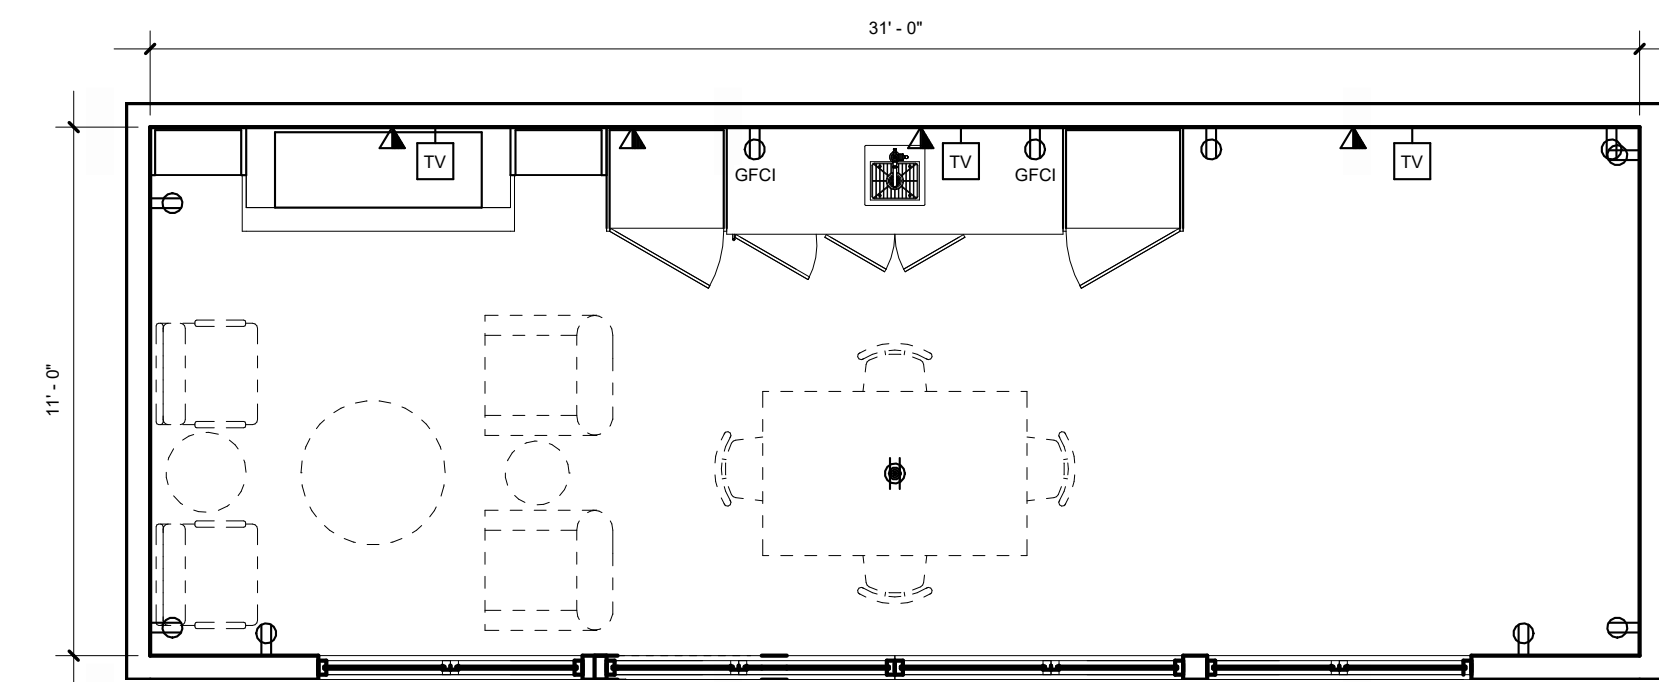 31' - 0"
TV
TV
TV
GFCI
GFCI
11' - 0"